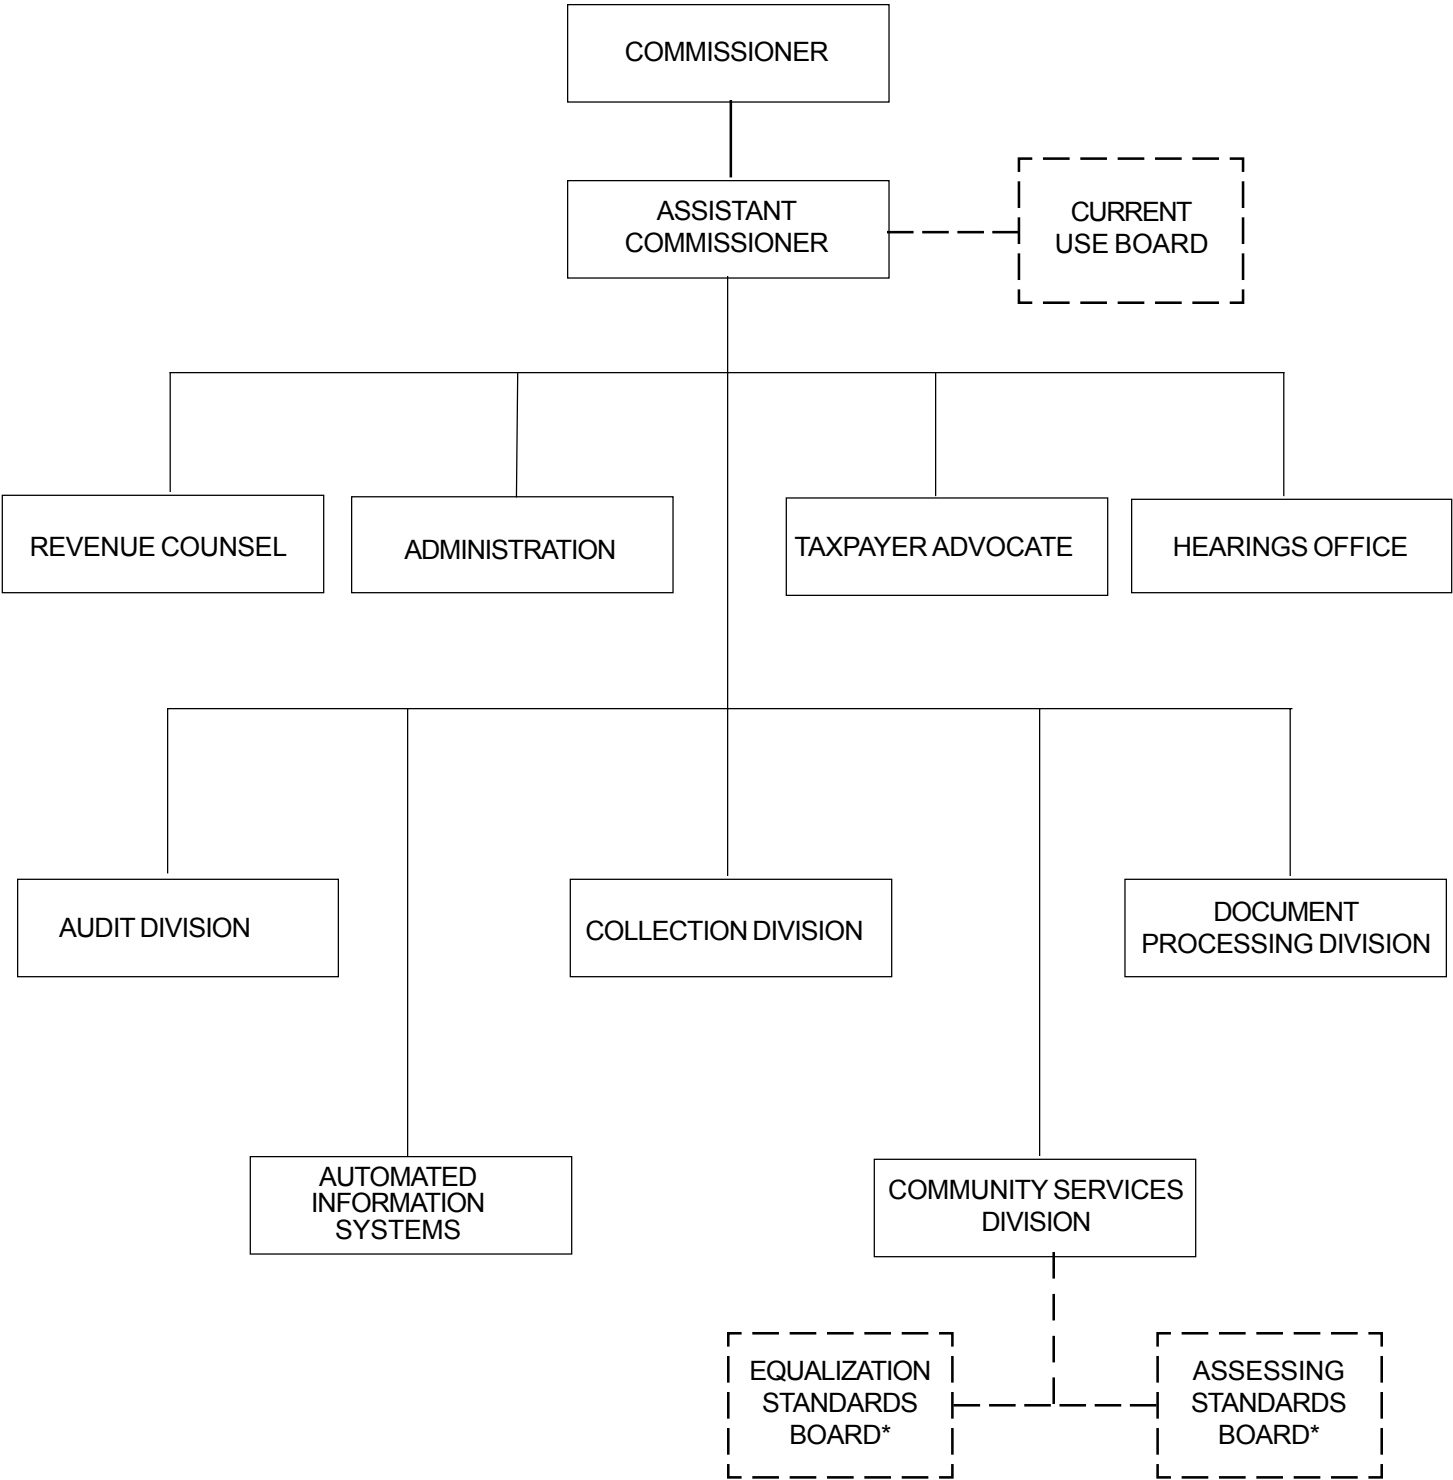 COMMISSIONER
ASSISTANT
COMMISSIONER
CURRENT
USE BOARD
REVENUE COUNSEL
ADMINISTRATION
TAXPAYER ADVOCATE
HEARINGS OFFICE
AUDIT DIVISION
COLLECTION DIVISION
DOCUMENT
PROCESSING DIVISION
AUTOMATED
INFORMATION
SYSTEMS
COMMUNITY SERVICES
DIVISION
EQUALIZATION
STANDARDS
BOARD*
ASSESSING
STANDARDS
BOARD*